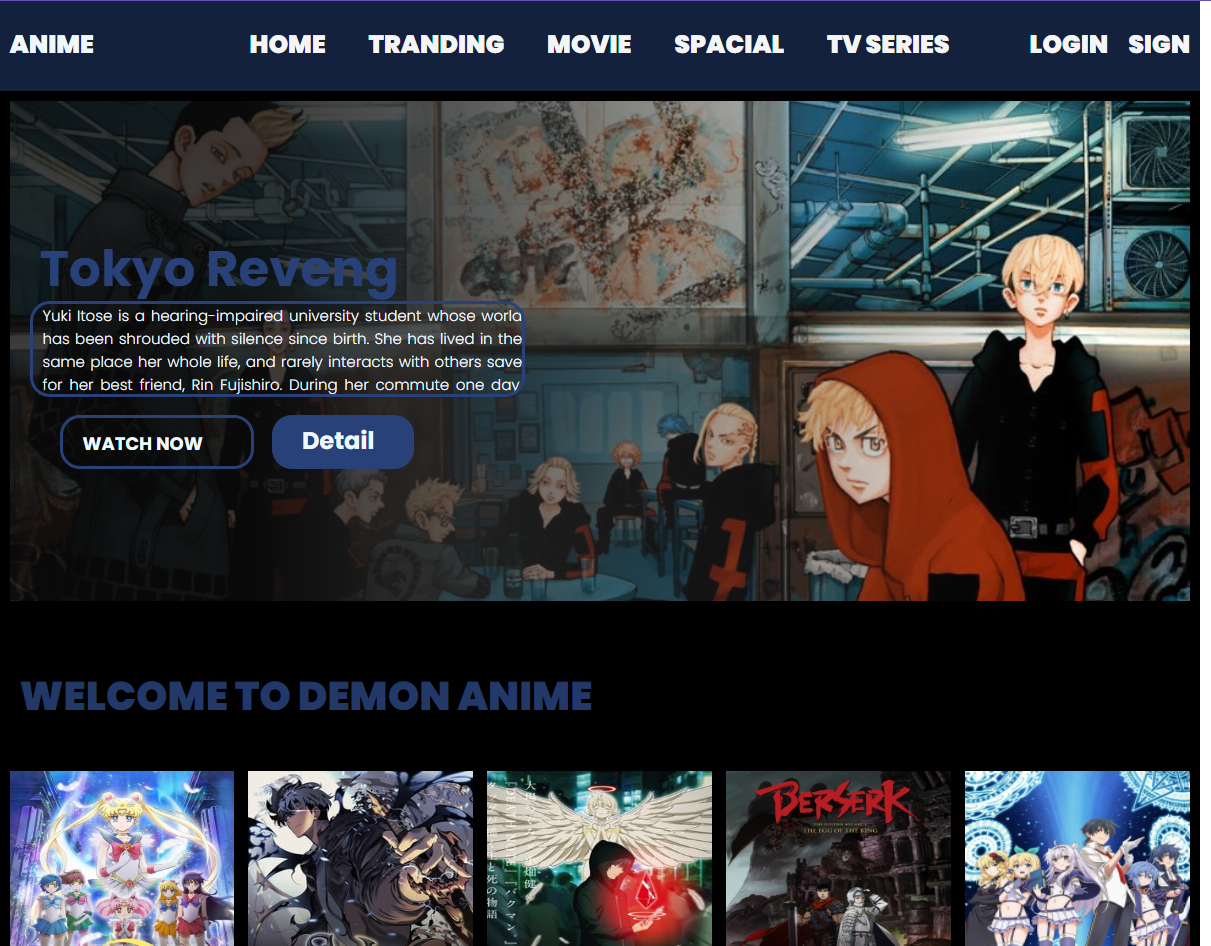 ANIME HOME TRANDING MOVIE SPACIAL TV SERIES LOGIN SIGN
Tokyo Reveng
Yuki Itose is a hearing-impaired university student whose world
has been shrouded with silence since birth. She has lived in the
same place her whole life, and rarely interacts with others save
for her best friend, Rin Fujishiro. During her commute one day
WATCH NOW Detail
WELCOME TO DEMON ANIME
BERSERK
THE EGG OF THE KING